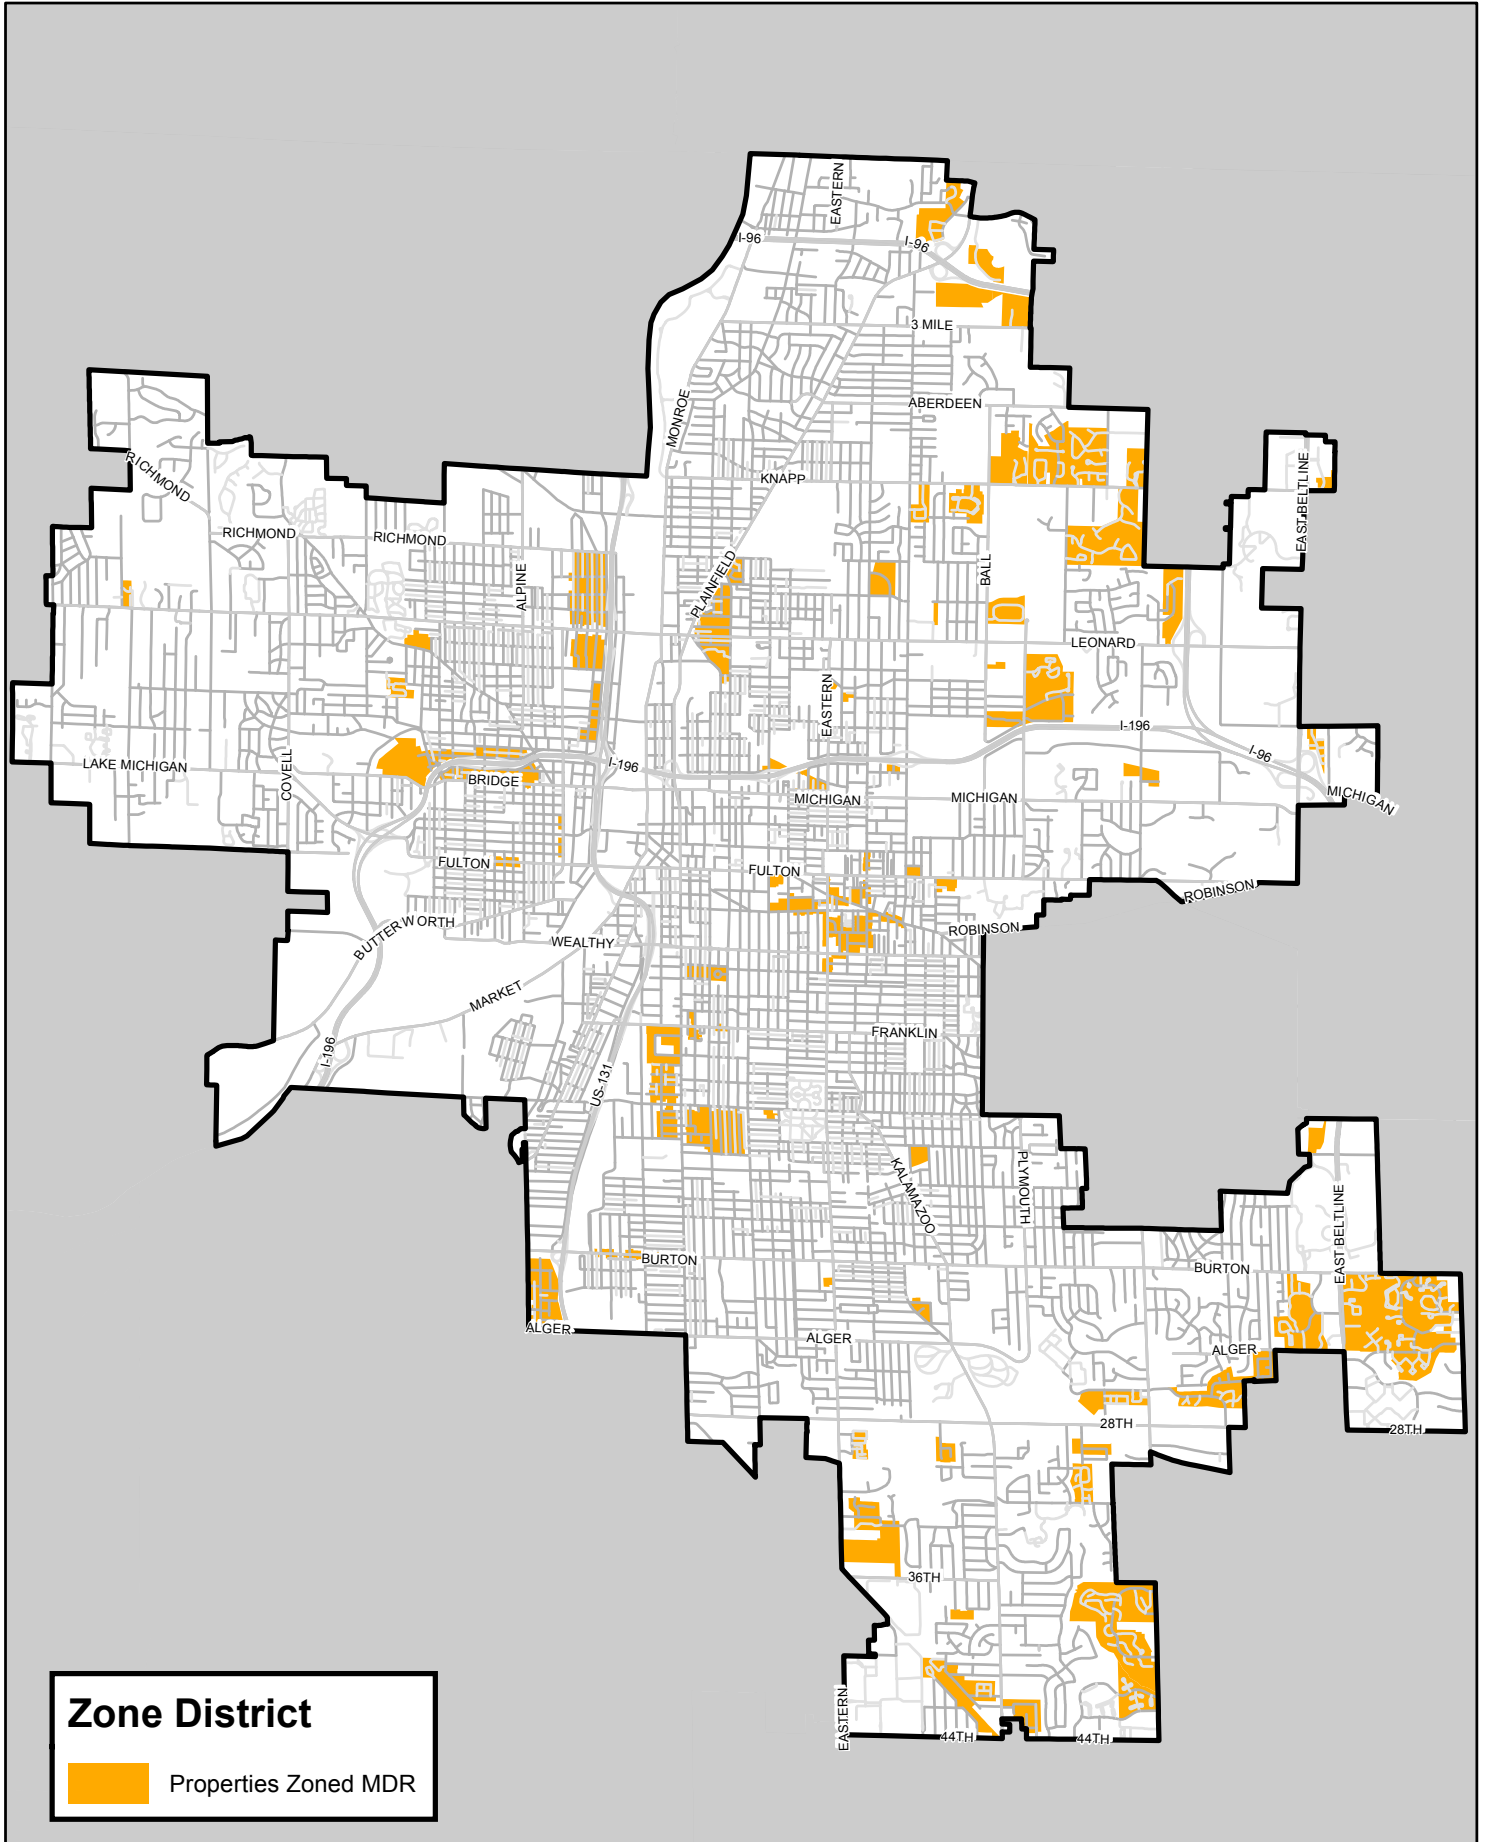 EASTERN
I-96
I-96
3 MILE
MONROE
ABERDEEN
RICHMOND
KNAPP
EAST BELTLINE
RICHMOND
RICHMOND
ALPINE
PLAINFIELD
BALL
LEONARD
EASTERN
I-196
I-96
LAKE MICHIGAN
COVELL
BRIDGE
I-196
MICHIGAN
MICHIGAN
MICHIGAN
FULTON
FULTON
ROBINSON
BUTTERWORTH
WEALTHY
ROBINSON
MARKET
FRANKLIN
I-196
US-131
KALAMAZOO
PLYMOUTH
EAST BELTLINE
BURTON
BURTON
ALGER
ALGER
ALGER
28TH
28TH
36TH
EASTERN
44TH
44TH
Zone District
Properties Zoned MDR